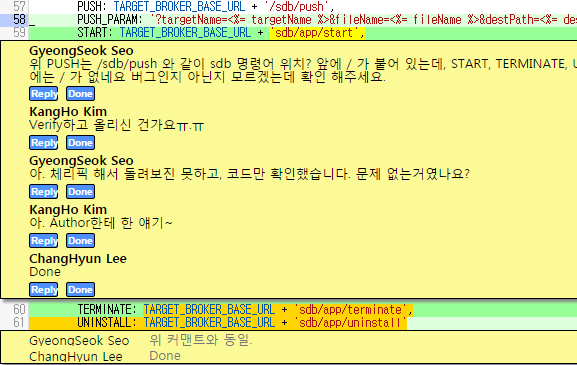 57 PUSH: TARGET_BROKER_BASE_URL + '/sdb/push',
58 PUSH_PARAM: '?targetName=<%= targetName %>&fileName=<%= fileName %>&destPath=<%= des
59 START: TARGET_BROKER_BASE_URL + 'sdb/app/start',
GyeongSeok Seo
위 PUSH는 /sdb/push 와 같이 sdb 명령어 위치? 앞에 / 가 붙어 있는데, START, TERMINATE, U
에는 / 가 없네요 버그인지 아닌지 모르겠는데 확인 해주세요.
Reply Done
KangHo Kim
Verify하고 올리신 건가요ㅠ.ㅠ
Reply Done
GyeongSeok Seo
아. 체리픽 해서 돌려보진 못하고, 코드만 확인했습니다. 문제 없는거였나요?
Reply Done
KangHo Kim
아. Author한테 한 얘기~
Reply Done
ChangHyun Lee
Done
Reply Done
60 TERMINATE: TARGET_BROKER_BASE_URL + 'sdb/app/terminate',
61 UNINSTALL: TARGET_BROKER_BASE_URL + 'sdb/app/uninstall'
GyeongSeok Seo 위 커맨트와 동일.
ChangHyun Lee Done